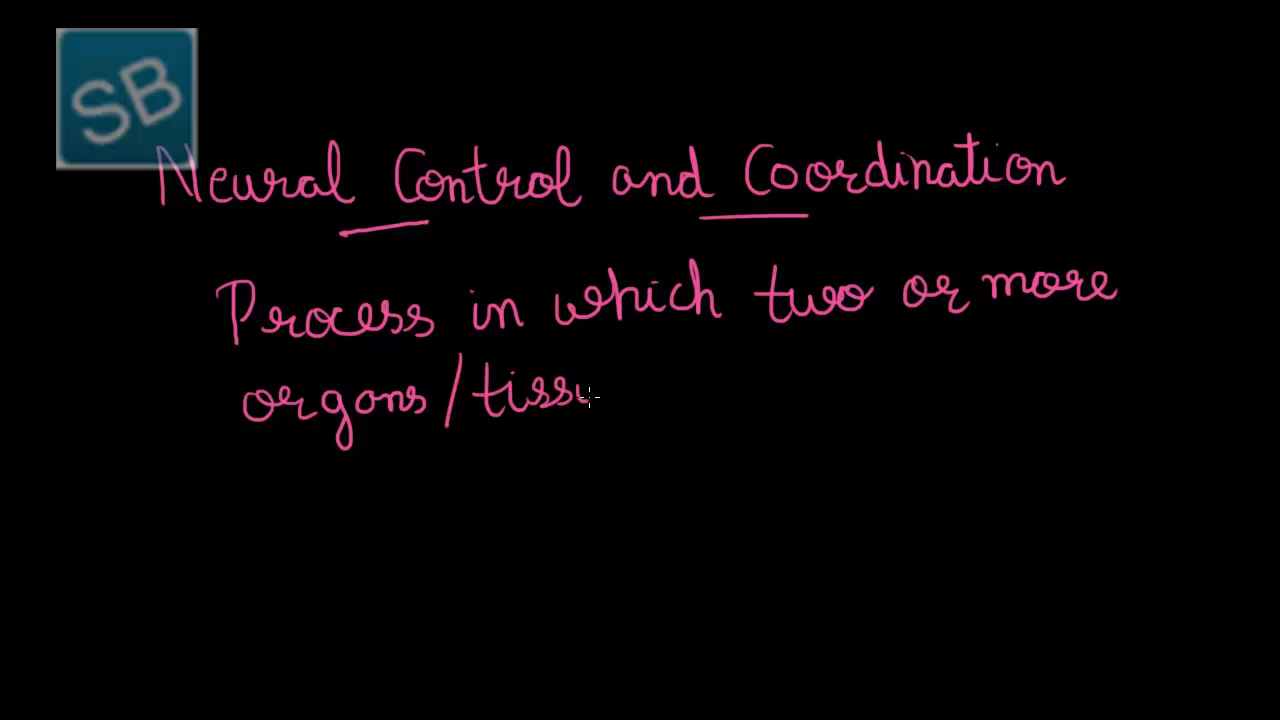 SB
Neural Control and Coordination
Process in which two or more
organs/tissu